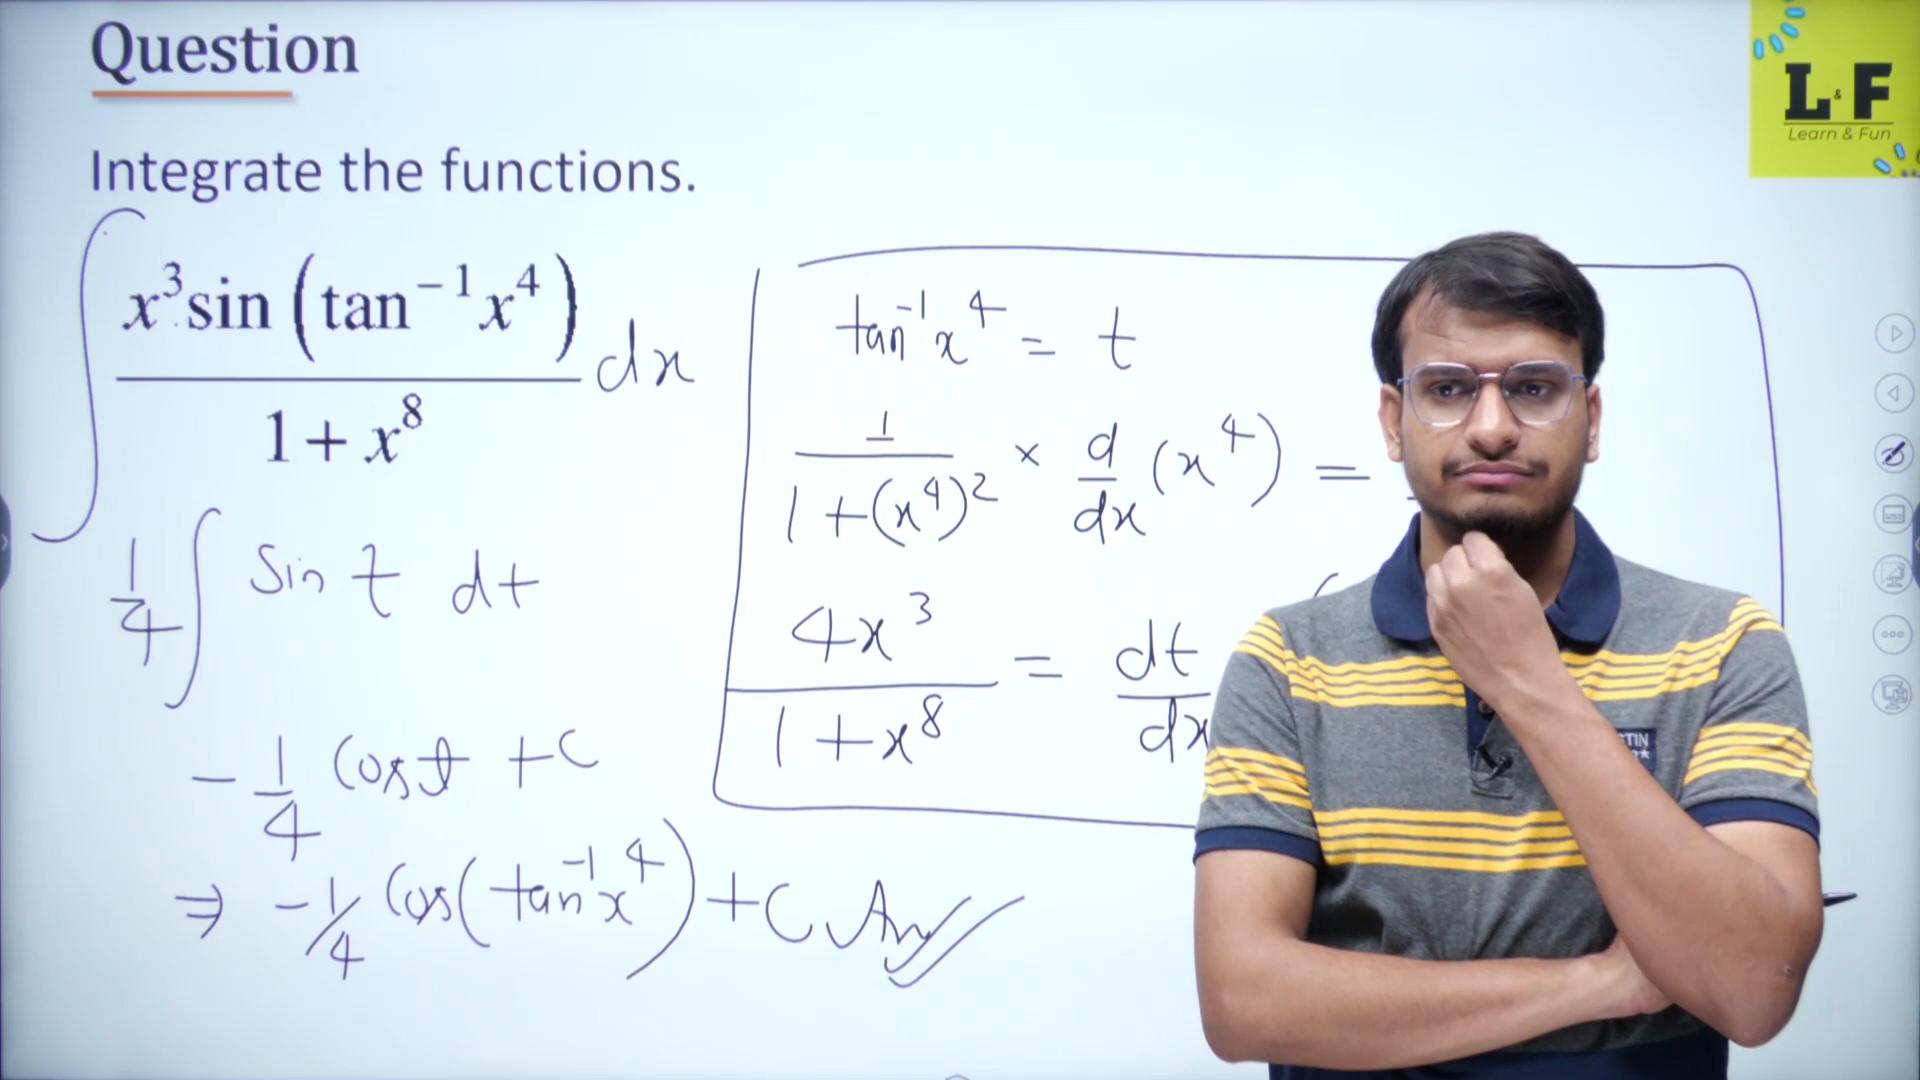 Question
L&F
Learn & Fun
Integrate the functions.
∫ x³sin (tan⁻¹x⁴) / 1+x⁸ dx
1/4 ∫ Sin t dt
-1/4 Cos t +C
⇒ -1/4 Cos(tan⁻¹x⁴)+C Ans
tan⁻¹x⁴ = t
1/1+(x⁴)² × d/dx (x⁴) =
4x³/1+x⁸ = dt/dx
TIN